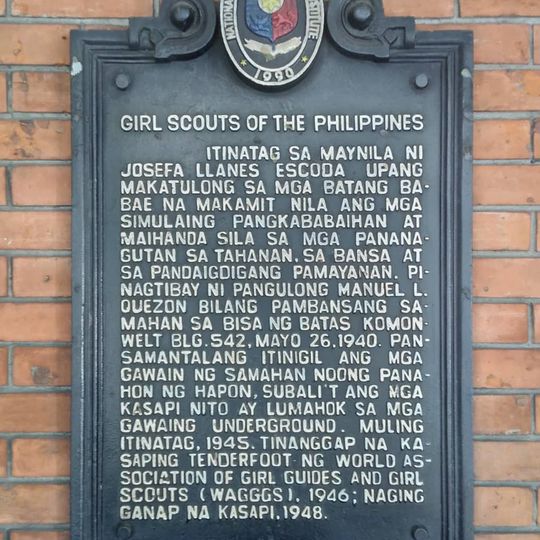 1990
GIRL SCOUTS OF THE PHILIPPINES
ITINATAG SA MAYNILA NI
JOSEFA LLANES ESCODA UPANG
MAKATULONG SA MGA BATANG BA-
BAE NA MAKAMIT NILA ANG MGA
SIMULAING PANGKABABAIHAN AT
MAIHANDA SILA SA MGA PANANA-
GUTAN SA TAHANAN, SA BANSA AT
SA PANDAIGDIGANG PAMAYANAN. PI-
NAGTIBAY NI PANGULONG MANUEL L.
QUEZON BILANG PAMBANSANG SA-
MAHAN SA BISA NG BATAS KOMON-
WELT BLG.542, MAYO 26,1940. PAN-
SAMANTALANG ITINIGIL ANG MGA
GAWAIN NG SAMAHAN NOONG PANA-
HON NG HAPON, SUBALI'T ANG MGA
KASAPI NITO AY LUMAHOK SA MGA
GAWAING UNDERGROUND. MULING
ITINATAG, 1945. TINANGGAP NA KA-
SAPING TENDERFOOT NG WORLD AS-
SOCIATION OF GIRL GUIDES AND GIRL
SCOUTS (WAGGGS), 1946; NAGING
GANAP NA KASAPI, 1948.